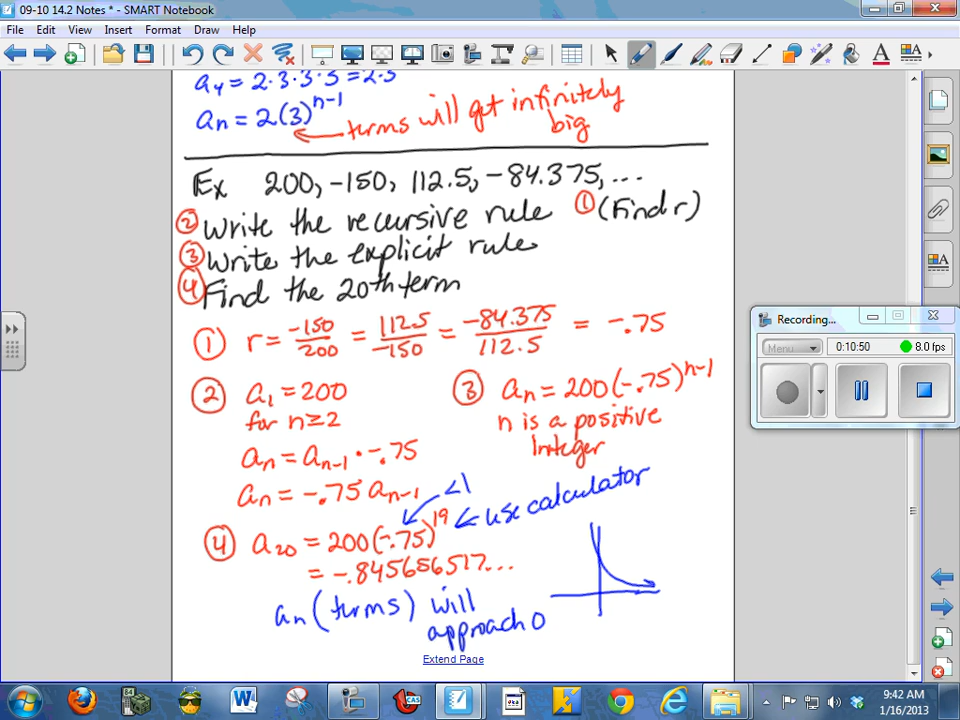 09-10 14.2 Notes * - SMART Notebook
File Edit View Insert Format Draw Help
a4 = 2·3·3·3 = 2·3
an = 2(3)^n-1
terms will get infinitely
big
Ex 200, -150, 112.5, -84.375, ...
② Write the recursive rule ① (Find r)
③ Write the explicit rule
④ Find the 20th term
① r = -150/200 = 112.5/-150 = -84.375/112.5 = -.75
② a1 = 200
for n≥2
an = an-1 · -.75
an = -.75 an-1
③ an = 200(-.75)^n-1
n is a positive
Integer
<1
④ a20 = 200(-.75)^19 ← use calculator
= -.845656517...
an (terms) will
approach 0
Extend Page
Recording...
Menu
0:10:50
8.0 fps
84
CAS
9:42 AM
1/16/2013